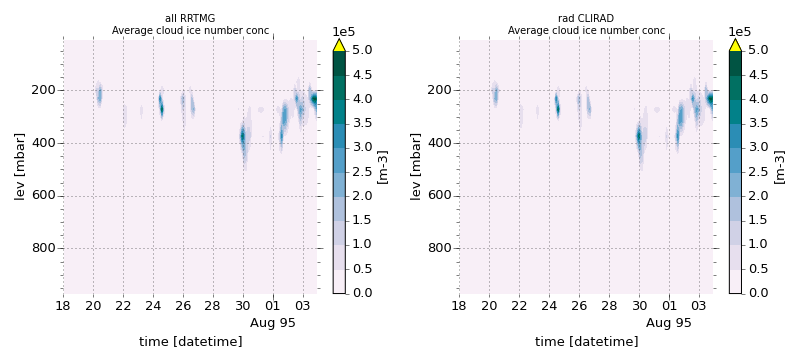 all RRTMG
Average cloud ice number conc
lev [mbar]
200
400
600
800
18 20 22 24 26 28 30 01 03
Aug 95
time [datetime]
1e5
5.0
4.5
4.0
3.5
3.0
2.5
2.0
1.5
1.0
0.5
0.0
[m-3]
rad CLIRAD
Average cloud ice number conc
lev [mbar]
200
400
600
800
18 20 22 24 26 28 30 01 03
Aug 95
time [datetime]
1e5
5.0
4.5
4.0
3.5
3.0
2.5
2.0
1.5
1.0
0.5
0.0
[m-3]